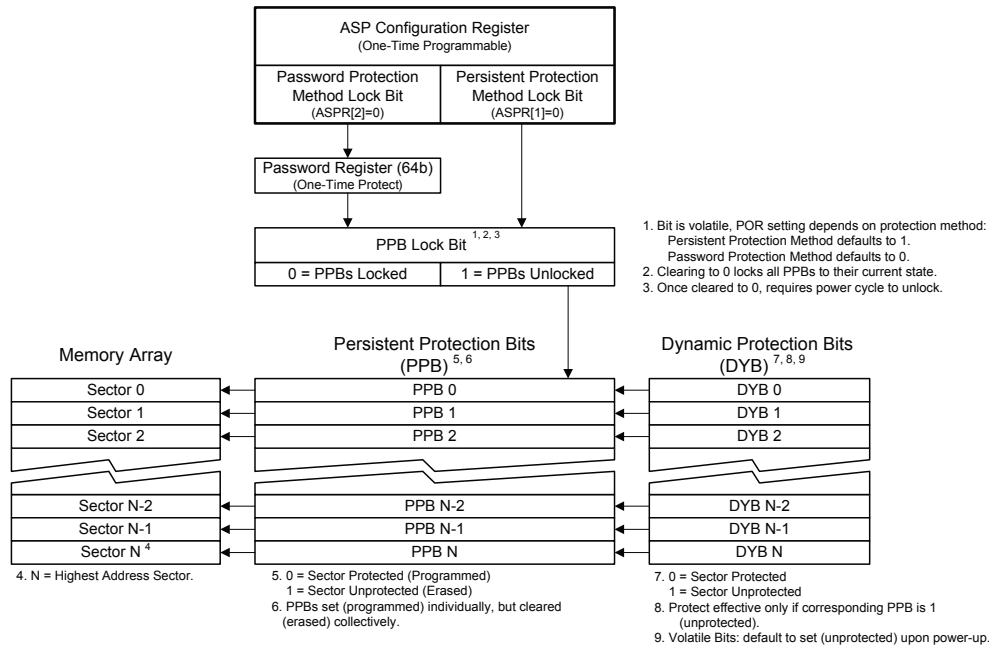 ASP Configuration Register
(One-Time Programmable)
Password Protection
Method Lock Bit
(ASPR[2]=0)
Persistent Protection
Method Lock Bit
(ASPR[1]=0)
Password Register (64b)
(One-Time Protect)
PPB Lock Bit 1, 2, 3
0 = PPBs Locked
1 = PPBs Unlocked
1. Bit is volatile, POR setting depends on protection method:
Persistent Protection Method defaults to 1.
Password Protection Method defaults to 0.
2. Clearing to 0 locks all PPBs to their current state.
3. Once cleared to 0, requires power cycle to unlock.
Memory Array
Sector 0
Sector 1
Sector 2
Sector N-2
Sector N-1
Sector N 4
4. N = Highest Address Sector.
Persistent Protection Bits
(PPB) 5, 6
PPB 0
PPB 1
PPB 2
PPB N-2
PPB N-1
PPB N
5. 0 = Sector Protected (Programmed)
1 = Sector Unprotected (Erased)
6. PPBs set (programmed) individually, but cleared
(erased) collectively.
Dynamic Protection Bits
(DYB) 7, 8, 9
DYB 0
DYB 1
DYB 2
DYB N-2
DYB N-1
DYB N
7. 0 = Sector Protected
1 = Sector Unprotected
8. Protect effective only if corresponding PPB is 1
(unprotected).
9. Volatile Bits: default to set (unprotected) upon power-up.